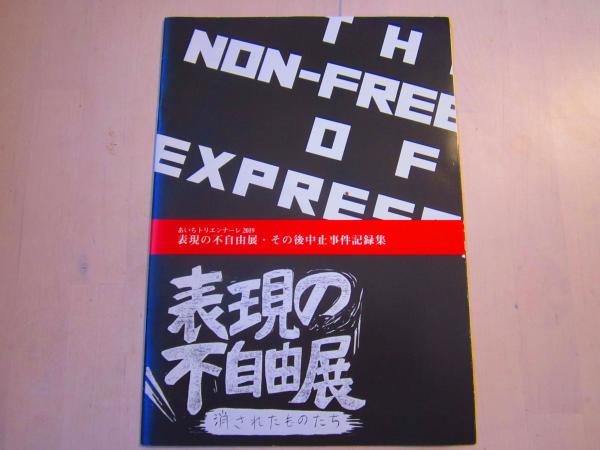 TH
NON-FREE
OF
EXPRES
あいちトリエンナーレ2019
表現の不自由展・その後中止事件記録集
表現の
不自由展
消されたものたち